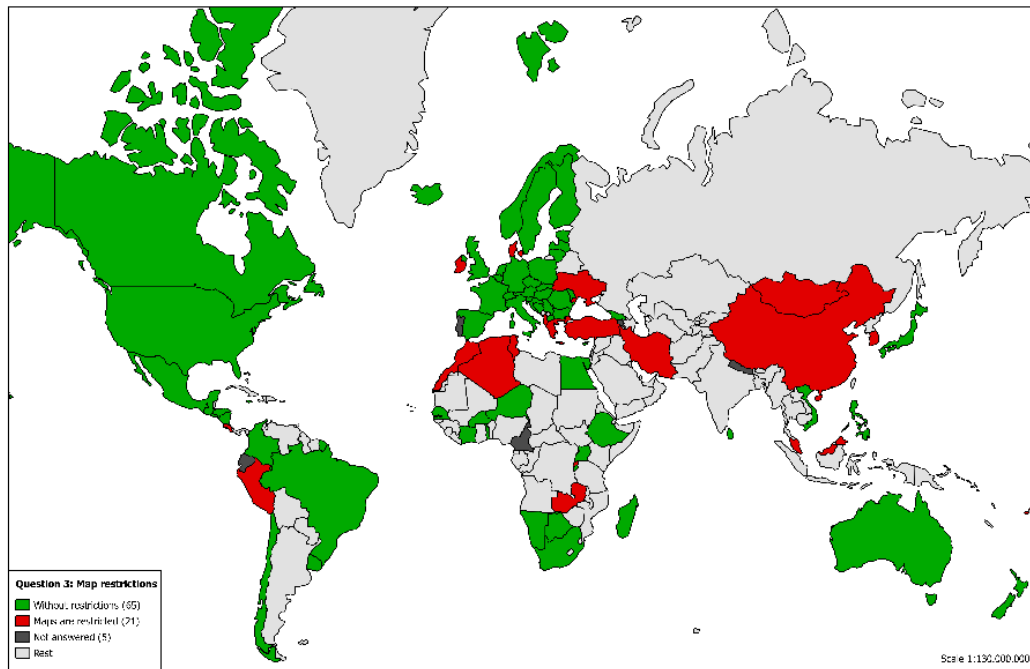 Question 3: Map restrictions
Without restrictions (65)
Maps are restricted (21)
Not answered (5)
Rest
Scale 1:130.000.000